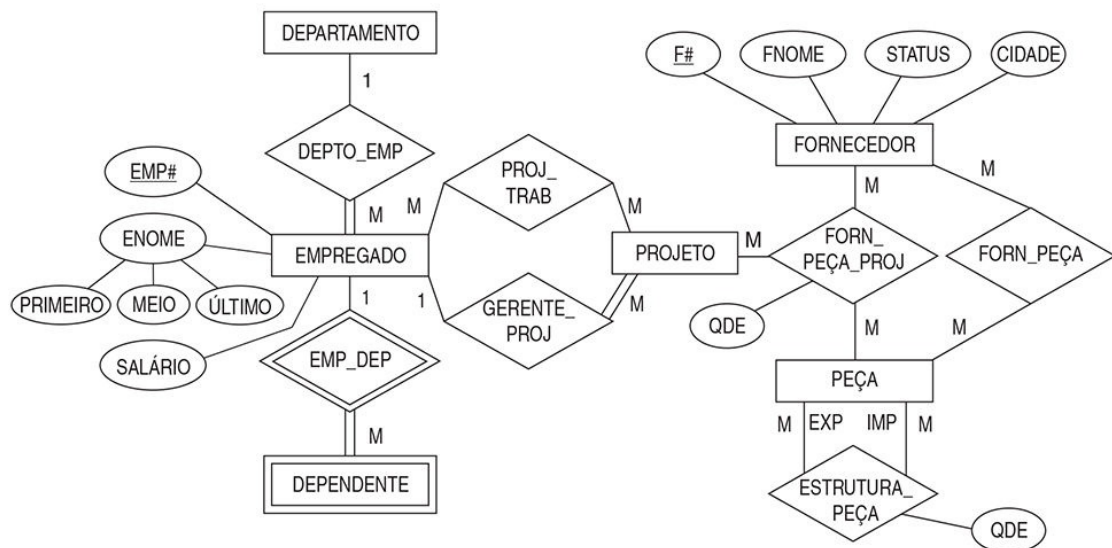 DEPARTAMENTO
1
DEPTO_EMP
M
EMP#
ENOME
PRIMEIRO
MEIO
ÚLTIMO
SALÁRIO
EMPREGADO
1
EMP_DEP
M
DEPENDENTE
M
PROJ_
TRAB
M
1
GERENTE_
PROJ
M
PROJETO
M
F#
FNOME
STATUS
CIDADE
FORNECEDOR
M
M
FORN_
PEÇA_PROJ
FORN_PEÇA
QDE
M
M
PEÇA
M
EXP
IMP
M
ESTRUTURA_
PEÇA
QDE